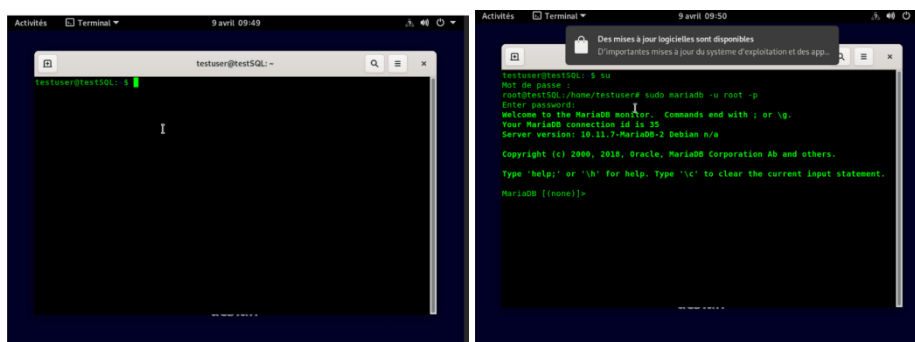 Activités Terminal 9 avril 09:49
testuser@testSQL: ~
testuser@testSQL: $
Activités Terminal 9 avril 09:50
Des mises à jour logicielles sont disponibles
D'importantes mises à jour du système d'exploitation et des app...
testuser@testSQL: $ su
Mot de passe :
root@testSQL:/home/testuser# sudo mariadb -u root -p
Enter password:
Welcome to the MariaDB monitor. Commands end with ; or \g.
Your MariaDB connection id is 35
Server version: 10.11.7-MariaDB-2 Debian n/a
Copyright (c) 2000, 2018, Oracle, MariaDB Corporation Ab and others.
Type 'help;' or '\h' for help. Type '\c' to clear the current input statement.
MariaDB [(none)]>